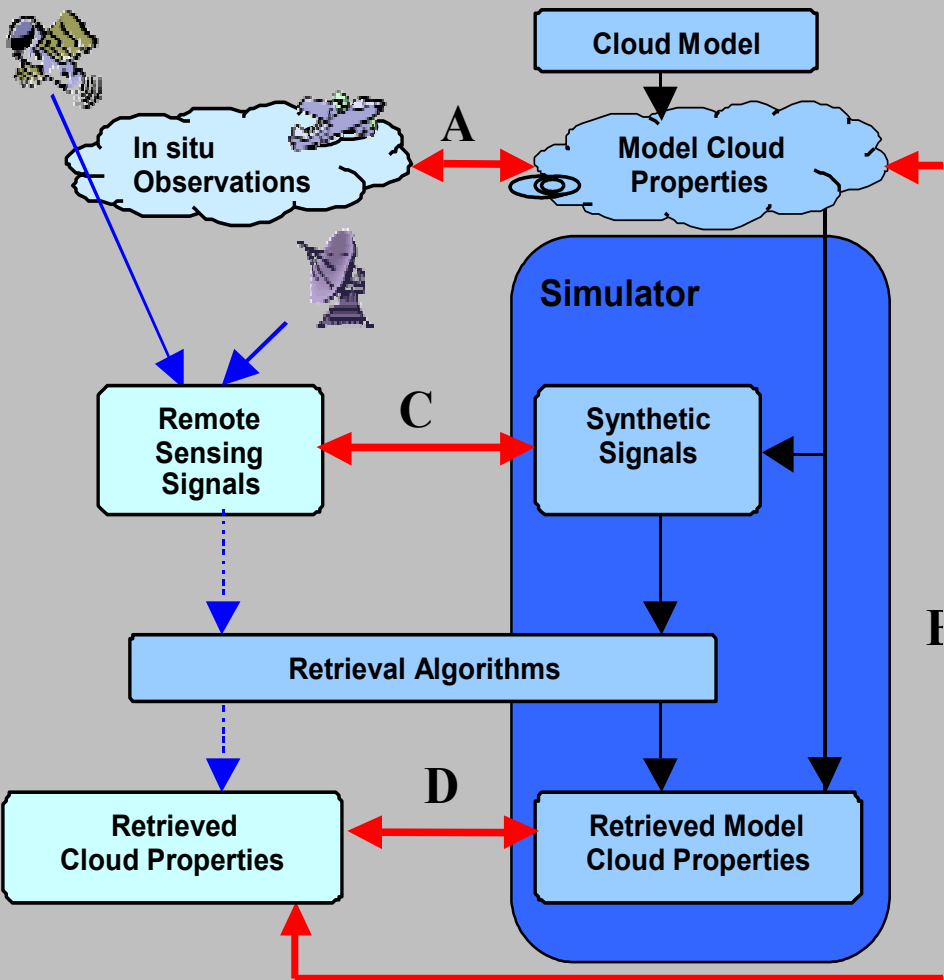 Cloud Model
A
In situ
Observations
Model Cloud
Properties
Simulator
C
Remote
Sensing
Signals
Synthetic
Signals
Retrieval Algorithms
D
Retrieved
Cloud Properties
Retrieved Model
Cloud Properties